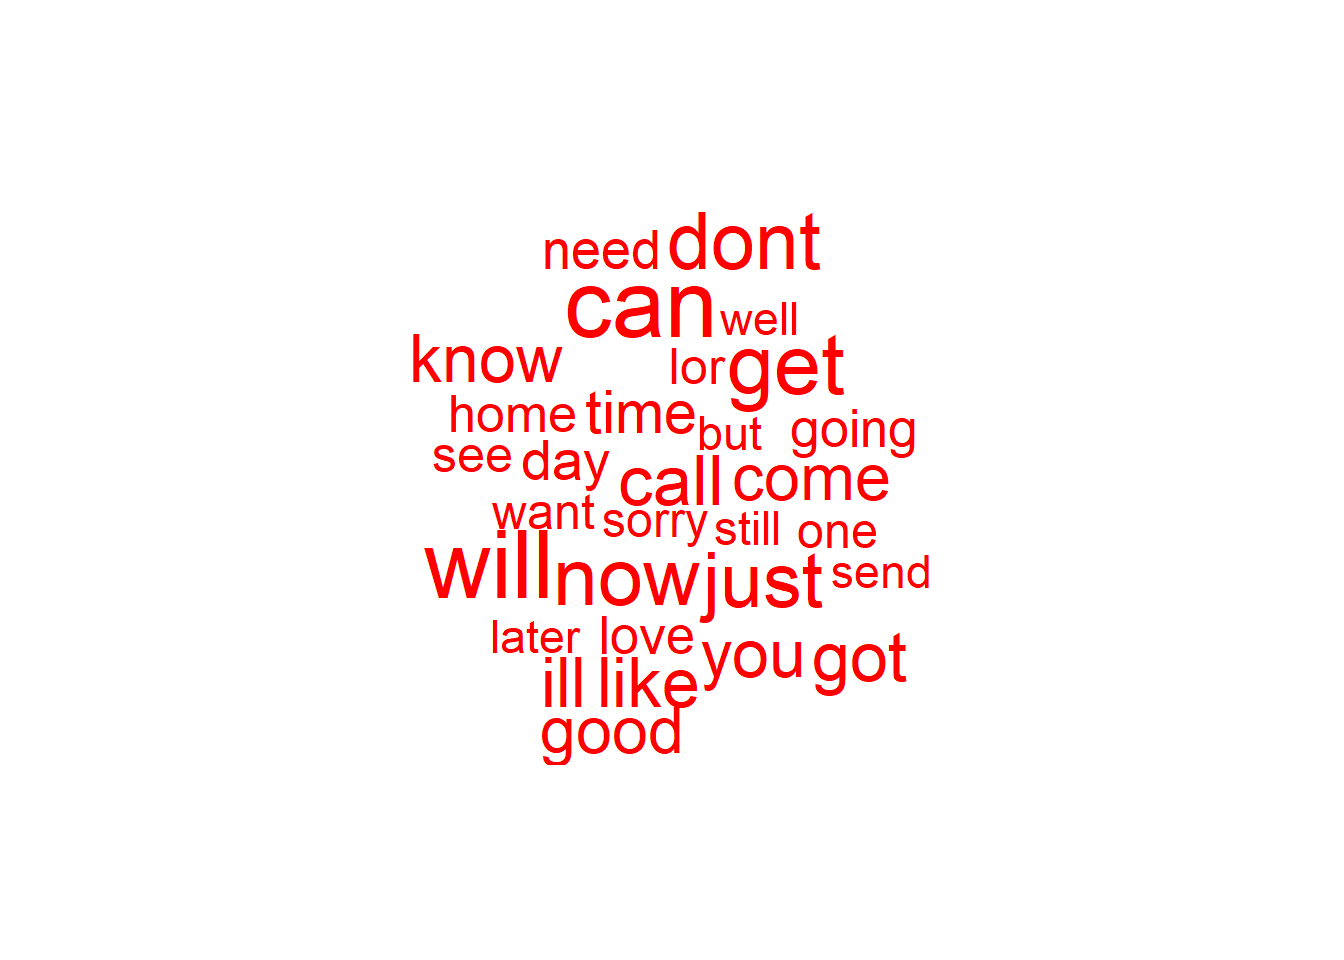 need dont
can well
know lor get
home time but going
see day call come
want sorry still one
will now just send
later love you got
ill like
good